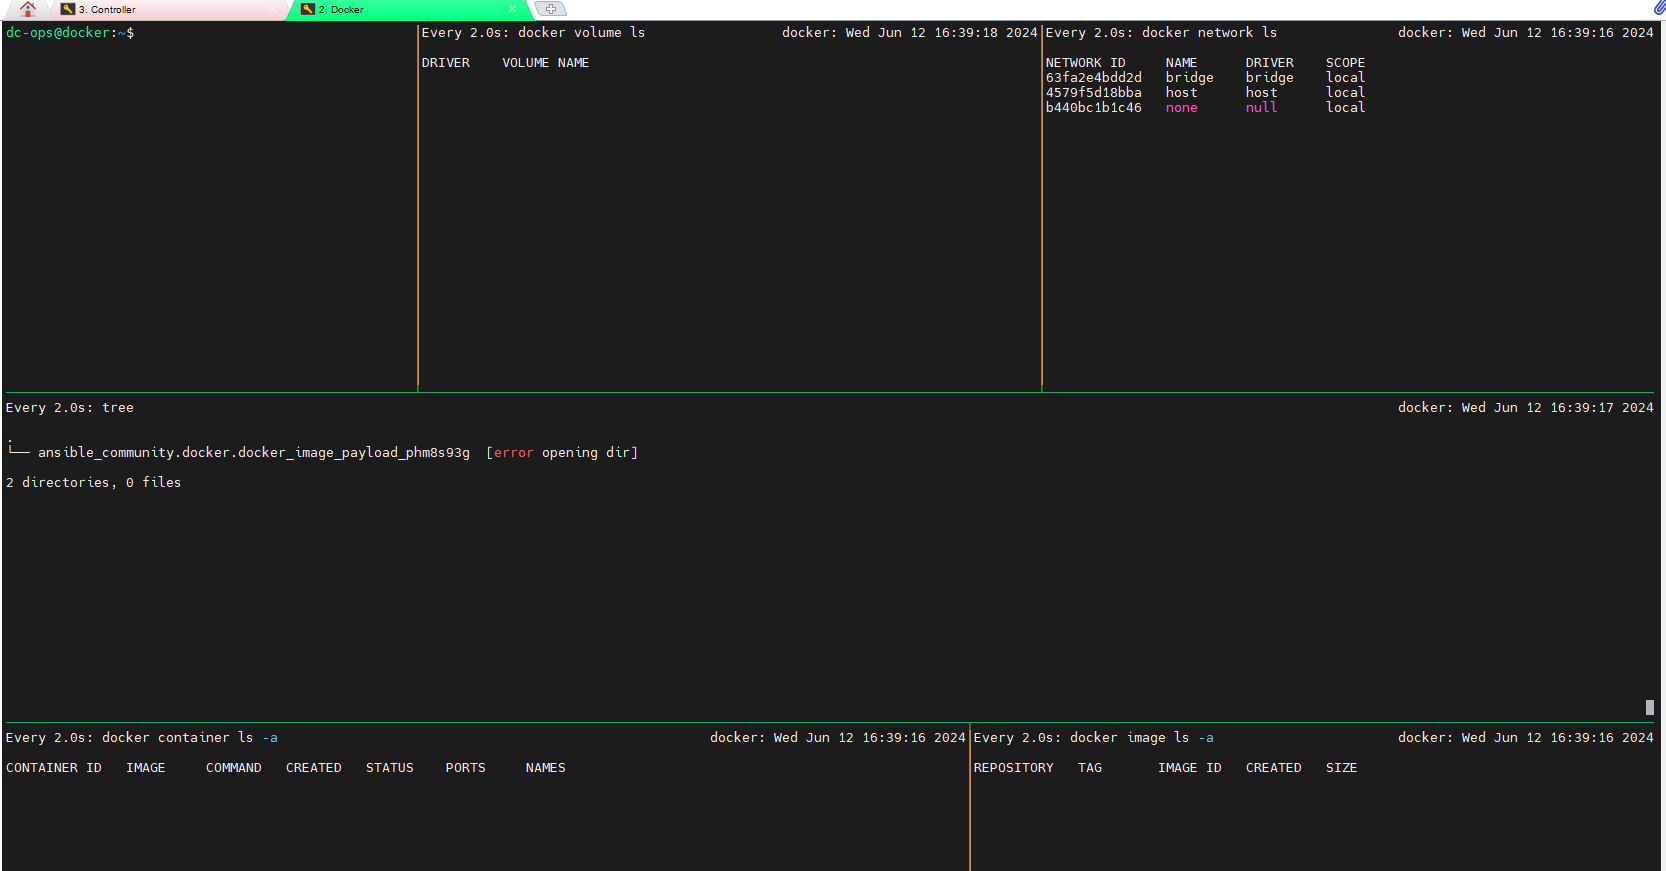 3. Controller
2. Docker
dc-ops@docker:~$
Every 2.0s: docker volume ls docker: Wed Jun 12 16:39:18 2024
DRIVER VOLUME NAME
Every 2.0s: docker network ls docker: Wed Jun 12 16:39:16 2024
NETWORK ID NAME DRIVER SCOPE
63fa2e4bdd2d bridge bridge local
4579f5d18bba host host local
b440bc1b1c46 none null local
Every 2.0s: tree docker: Wed Jun 12 16:39:17 2024
.
└── ansible_community.docker.docker_image_payload_phm8s93g [error opening dir]
2 directories, 0 files
Every 2.0s: docker container ls -a docker: Wed Jun 12 16:39:16 2024
CONTAINER ID IMAGE COMMAND CREATED STATUS PORTS NAMES
Every 2.0s: docker image ls -a docker: Wed Jun 12 16:39:16 2024
REPOSITORY TAG IMAGE ID CREATED SIZE